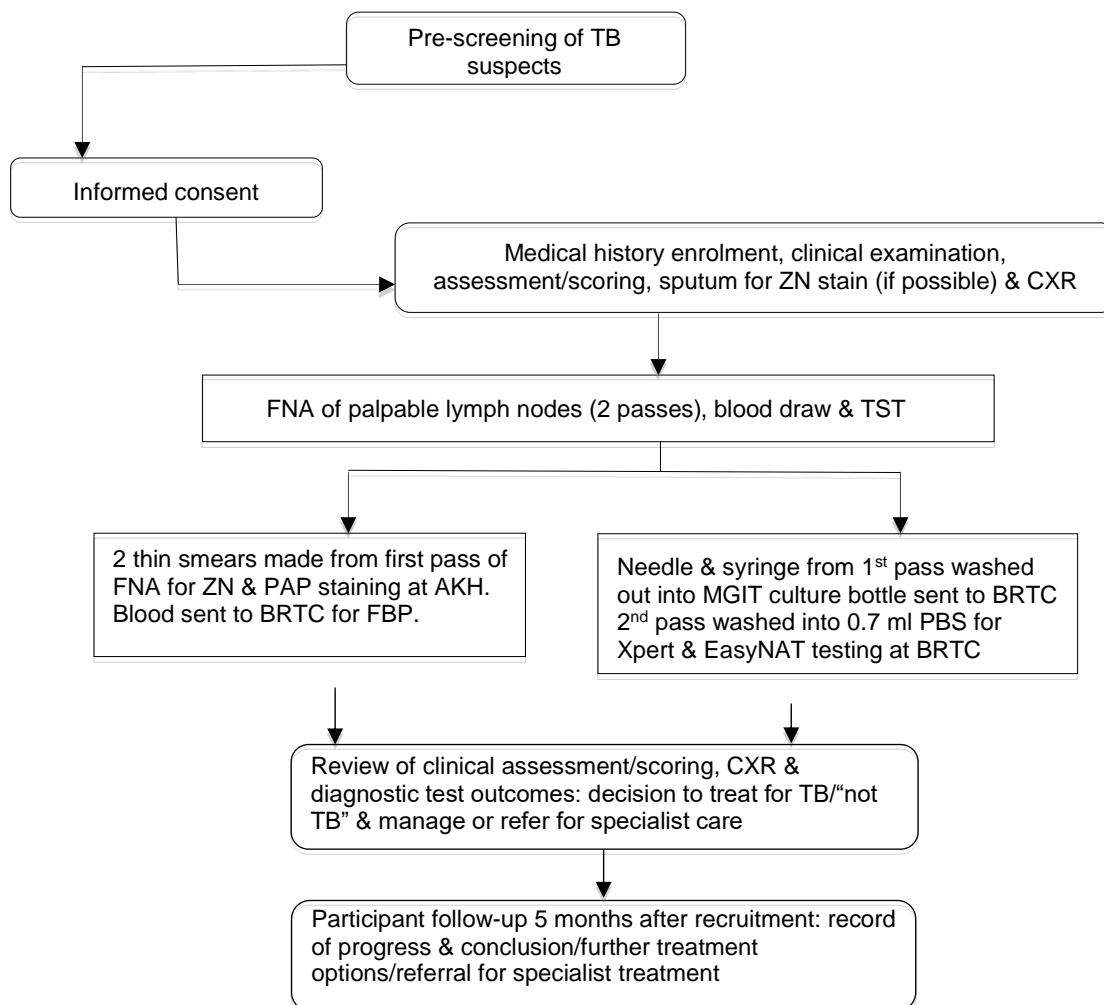 Pre-screening of TB
suspects
Informed consent
Medical history enrolment, clinical examination,
assessment/scoring, sputum for ZN stain (if possible) & CXR
FNA of palpable lymph nodes (2 passes), blood draw & TST
2 thin smears made from first pass of
FNA for ZN & PAP staining at AKH.
Blood sent to BRTC for FBP.
Needle & syringe from 1st pass washed
out into MGIT culture bottle sent to BRTC
2nd pass washed into 0.7 ml PBS for
Xpert & EasyNAT testing at BRTC
Review of clinical assessment/scoring, CXR &
diagnostic test outcomes: decision to treat for TB/“not
TB” & manage or refer for specialist care
Participant follow-up 5 months after recruitment: record
of progress & conclusion/further treatment
options/referral for specialist treatment